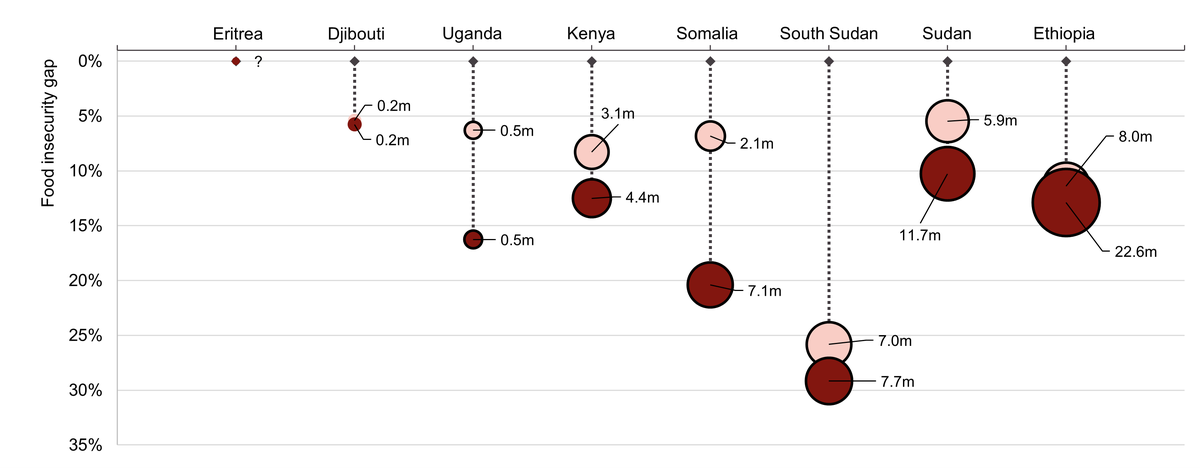 Eritrea Djibouti Uganda Kenya Somalia South Sudan Sudan Ethiopia
Food insecurity gap
0%
?
5%
0.2m
0.2m
0.5m
3.1m
2.1m
5.9m
8.0m
10%
4.4m
15%
0.5m
11.7m
22.6m
20%
7.1m
25%
7.0m
30%
7.7m
35%